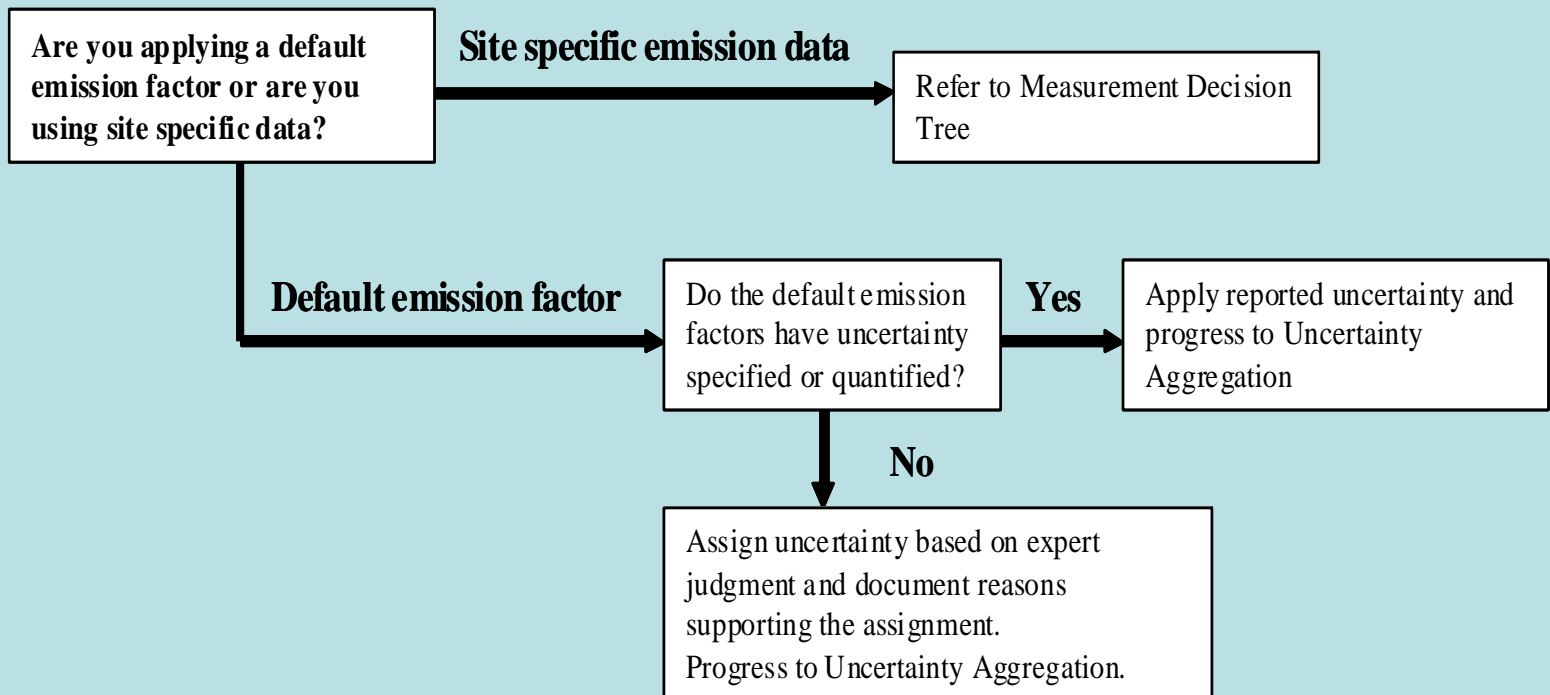 Are you applying a default
emission factor or are you
using site specific data?
Site specific emission data
Refer to Measurement Decision
Tree
Default emission factor
Do the default emission
factors have uncertainty
specified or quantified?
Yes
Apply reported uncertainty and
progress to Uncertainty
Aggregation
No
Assign uncertainty based on expert
judgment and document reasons
supporting the assignment.
Progress to Uncertainty Aggregation.